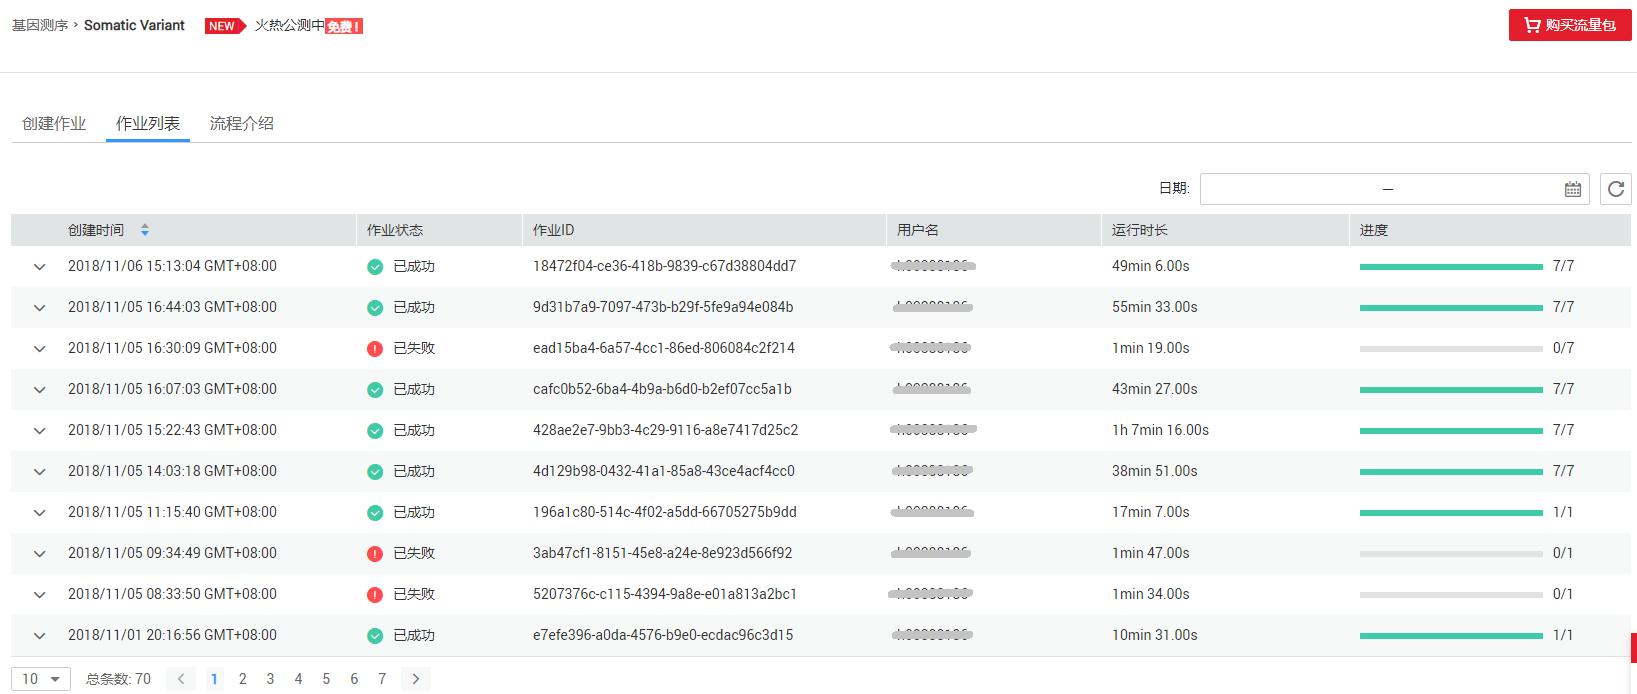 基因测序 › Somatic Variant NEW 火热公测中免费！ 购买流量包
创建作业 作业列表 流程介绍
日期: –
创建时间 作业状态 作业ID 用户名 运行时长 进度
2018/11/06 15:13:04 GMT+08:00 已成功 18472f04-ce36-418b-9839-c67d38804dd7 49min 6.00s 7/7
2018/11/05 16:44:03 GMT+08:00 已成功 9d31b7a9-7097-473b-b29f-5fe9a94e084b 55min 33.00s 7/7
2018/11/05 16:30:09 GMT+08:00 已失败 ead15ba4-6a57-4cc1-86ed-806084c2f214 1min 19.00s 0/7
2018/11/05 16:07:03 GMT+08:00 已成功 cafc0b52-6ba4-4b9a-b6d0-b2ef07cc5a1b 43min 27.00s 7/7
2018/11/05 15:22:43 GMT+08:00 已成功 428ae2e7-9bb3-4c29-9116-a8e7417d25c2 1h 7min 16.00s 7/7
2018/11/05 14:03:18 GMT+08:00 已成功 4d129b98-0432-41a1-85a8-43ce4acf4cc0 38min 51.00s 7/7
2018/11/05 11:15:40 GMT+08:00 已成功 196a1c80-514c-4f02-a5dd-66705275b9dd 17min 7.00s 1/1
2018/11/05 09:34:49 GMT+08:00 已失败 3ab47cf1-8151-45e8-a24e-8e923d566f92 1min 47.00s 0/1
2018/11/05 08:33:50 GMT+08:00 已失败 5207376c-c115-4394-9a8e-e01a813a2bc1 1min 34.00s 0/1
2018/11/01 20:16:56 GMT+08:00 已成功 e7efe396-a0da-4576-b9e0-ecdac96c3d15 10min 31.00s 1/1
10 总条数: 70 < 1 2 3 4 5 6 7 >